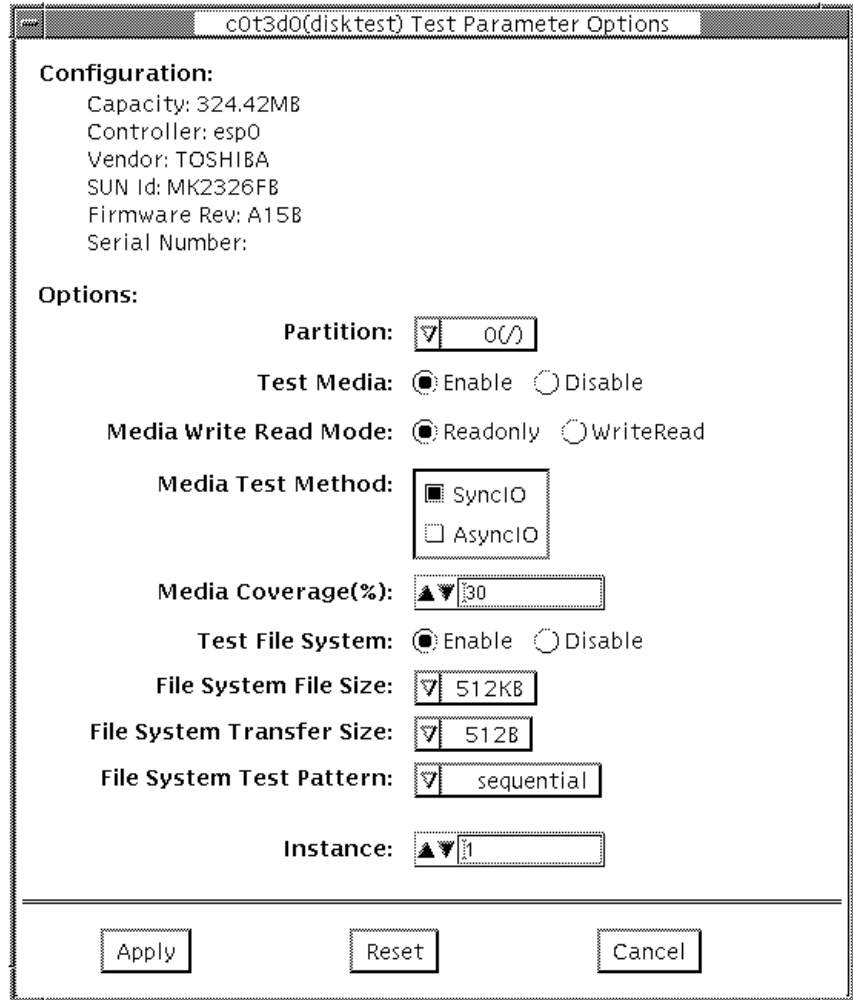 c0t3d0(disktest) Test Parameter Options
Configuration:
Capacity: 324.42MB
Controller: esp0
Vendor: TOSHIBA
SUN Id: MK2326FB
Firmware Rev: A15B
Serial Number:
Options:
Partition: 0(/)
Test Media: Enable Disable
Media Write Read Mode: Readonly WriteRead
Media Test Method: SyncIO
AsyncIO
Media Coverage(%): 30
Test File System: Enable Disable
File System File Size: 512KB
File System Transfer Size: 512B
File System Test Pattern: sequential
Instance: 1
Apply Reset Cancel